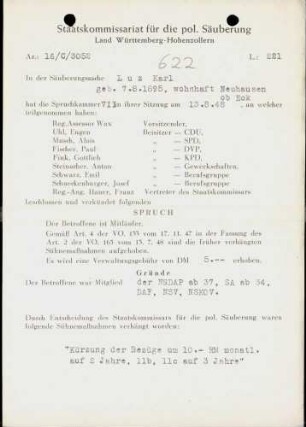 Staatskommissariat für die pol. Säuberung
Land Württemberg-Hohenzollern
Az.: 14/C/3052 L: 221
622
In der Säuberungssache L u z Karl
geb. 7.8.1895, wohnhaft Neuhausen
ob Eck
hat die Spruchkammer in ihrer Sitzung am 13.8.48, an welcher
teilgenommen haben:
Reg.Assessor Wax Vorsitzender,
Uhl, Eugen Beisitzer — CDU,
Mauch, Alois „ — SPD,
Fischer, Paul „ — DVP,
Fink, Gottlieb „ — KPD,
Steinacher, Anton „ — Gewerkschaften,
Schwarz, Emil „ — Berufsgruppe
Schneckenburger, Josef „ — Berufsgruppe
Reg.-Ang. Hauer, Franz Vertreter des Staatskommissars
beschlossen und verkündet folgenden
SPRUCH
Der Betroffene ist Mitläufer.
Gemäß Art. 4 der VO. 133 vom 17. 11. 47 in der Fassung des
Art. 2 der VO. 165 vom 13. 7. 48 sind die früher verhängten
Sühnemaßnahmen aufgehoben.
Es wird eine Verwaltungsgebühr von DM 5.-- erhoben.
Gründe
Der Betroffene war Mitglied der NSDAP ab 37, SA ab 34,
DAF, NSV, NSKOV.
Durch Entscheidung des Staatskommissars für die pol. Säuberung waren
folgende Sühnemaßnahmen verhängt worden:
"Kürzung der Bezüge um 10.- RM monatl.
auf 2 Jahre, 11b, 11c auf 3 Jahre"